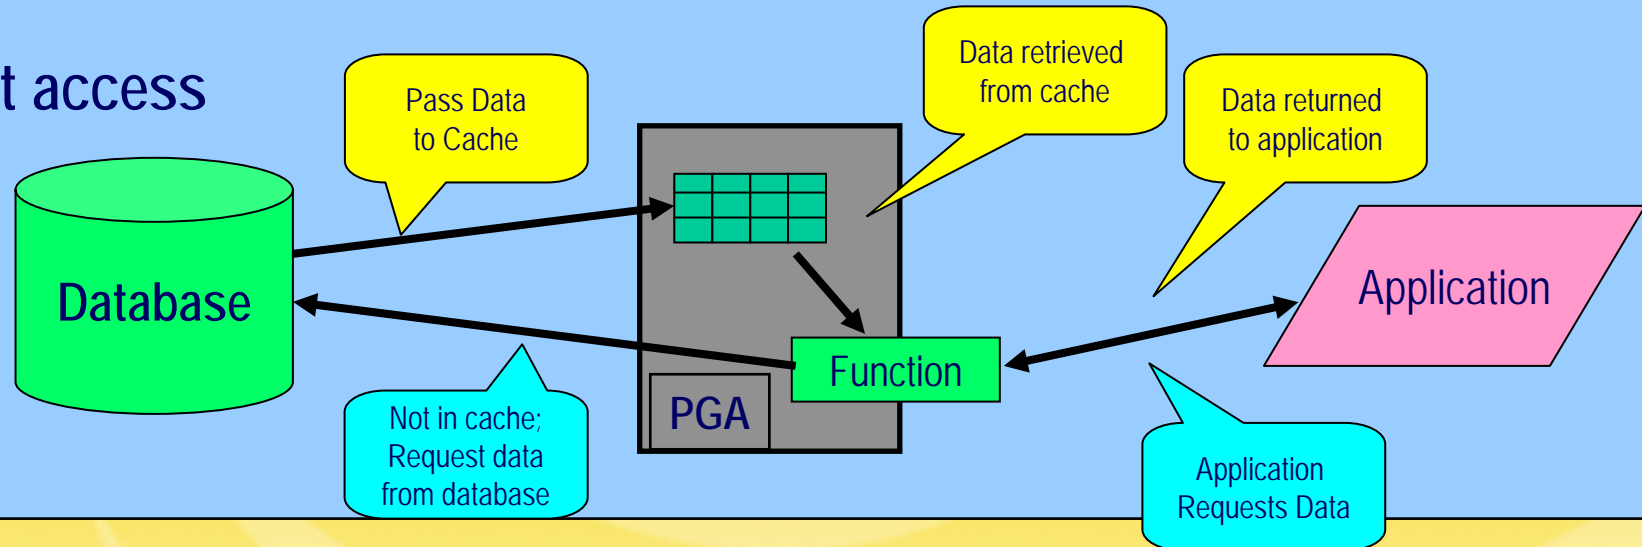 t access
Pass Data
to Cache
Data retrieved
from cache
Data returned
to application
Database
Application
Function
PGA
Not in cache;
Request data
from database
Application
Requests Data